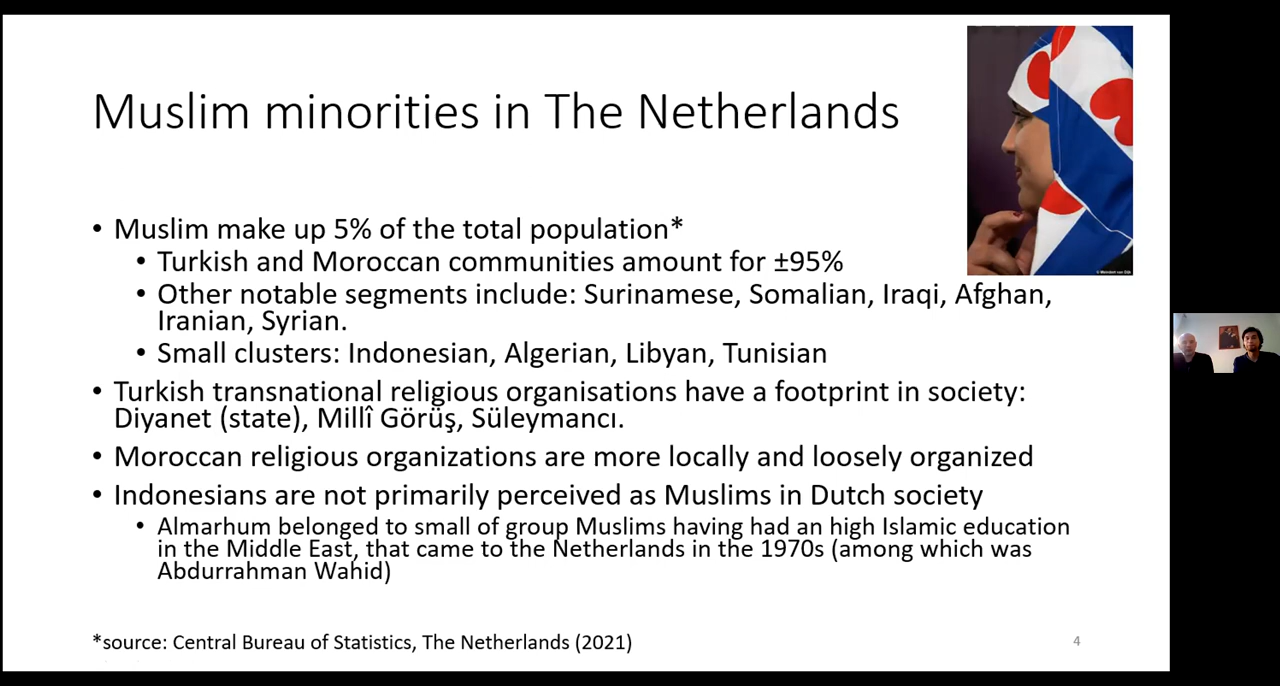 Muslim minorities in The Netherlands
• Muslim make up 5% of the total population*
• Turkish and Moroccan communities amount for ±95%
• Other notable segments include: Surinamese, Somalian, Iraqi, Afghan,
Iranian, Syrian.
• Small clusters: Indonesian, Algerian, Libyan, Tunisian
• Turkish transnational religious organisations have a footprint in society:
Diyanet (state), Millî Görüş, Süleymancı.
• Moroccan religious organizations are more locally and loosely organized
• Indonesians are not primarily perceived as Muslims in Dutch society
• Almarhum belonged to small of group Muslims having had an high Islamic education
in the Middle East, that came to the Netherlands in the 1970s (among which was
Abdurrahman Wahid)
*source: Central Bureau of Statistics, The Netherlands (2021)
4